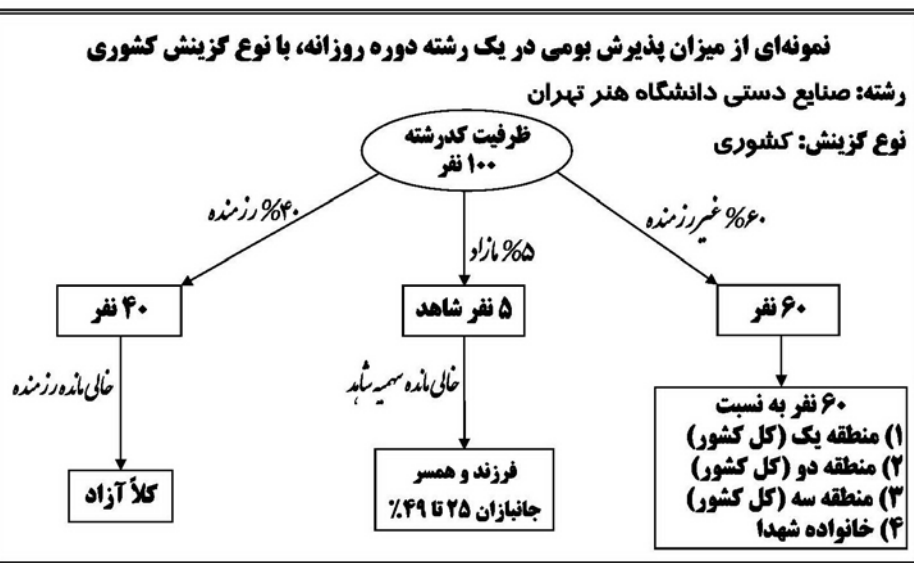 نمونه‌ای از میزان پذیرش بومی در یک رشته دوره روزانه، با نوع گزینش کشوری
رشته: صنایع دستی دانشگاه هنر تهران
نوع گزینش: کشوری
ظرفیت کدرشته
۱۰۰ نفر
۶۰% غیررزمنده
۵% مازاد
۴۰% رزمنده
۶۰ نفر
۵ نفر شاهد
۴۰ نفر
خالی مانده سهمیه شاهد
خالی مانده رزمنده
۶۰ نفر به نسبت
۱) منطقه یک (کل کشور)
۲) منطقه دو (کل کشور)
۳) منطقه سه (کل کشور)
۴) خانواده شهدا
فرزند و همسر
جانبازان ۲۵ تا ۴۹٪
کلاً آزاد